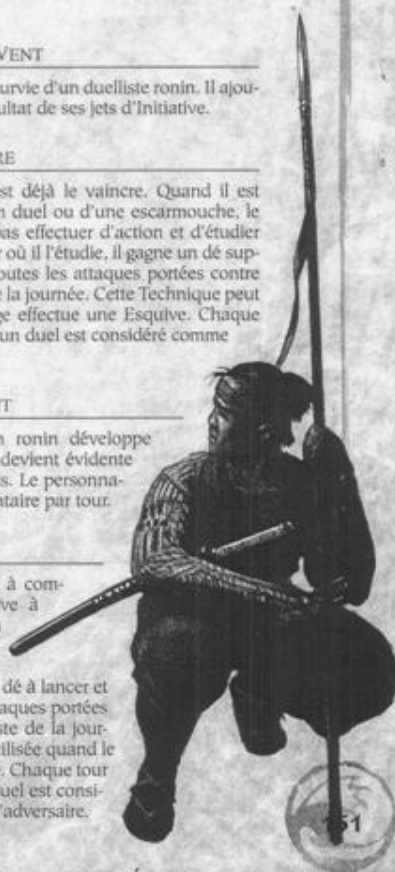 VENT
urvie d'un duelliste ronin. Il ajou-
ultat de ses jets d'Initiative.
RE
st déjà le vaincre. Quand il est
n duel ou d'une escarmouche, le
pas effectuer d'action et d'étudier
r où il l'étudie, il gagne un dé sup-
outes les attaques portées contre
e la journée. Cette Technique peut
ge effectue une Esquive. Chaque
un duel est considéré comme
T
n ronin développe
devient évidente
s. Le personna-
taire par tour.
à com-
ve à
dé à lancer et
aques portées
ste de la jour-
tilisée quand le
. Chaque tour
uel est consi-
'adversaire.
51